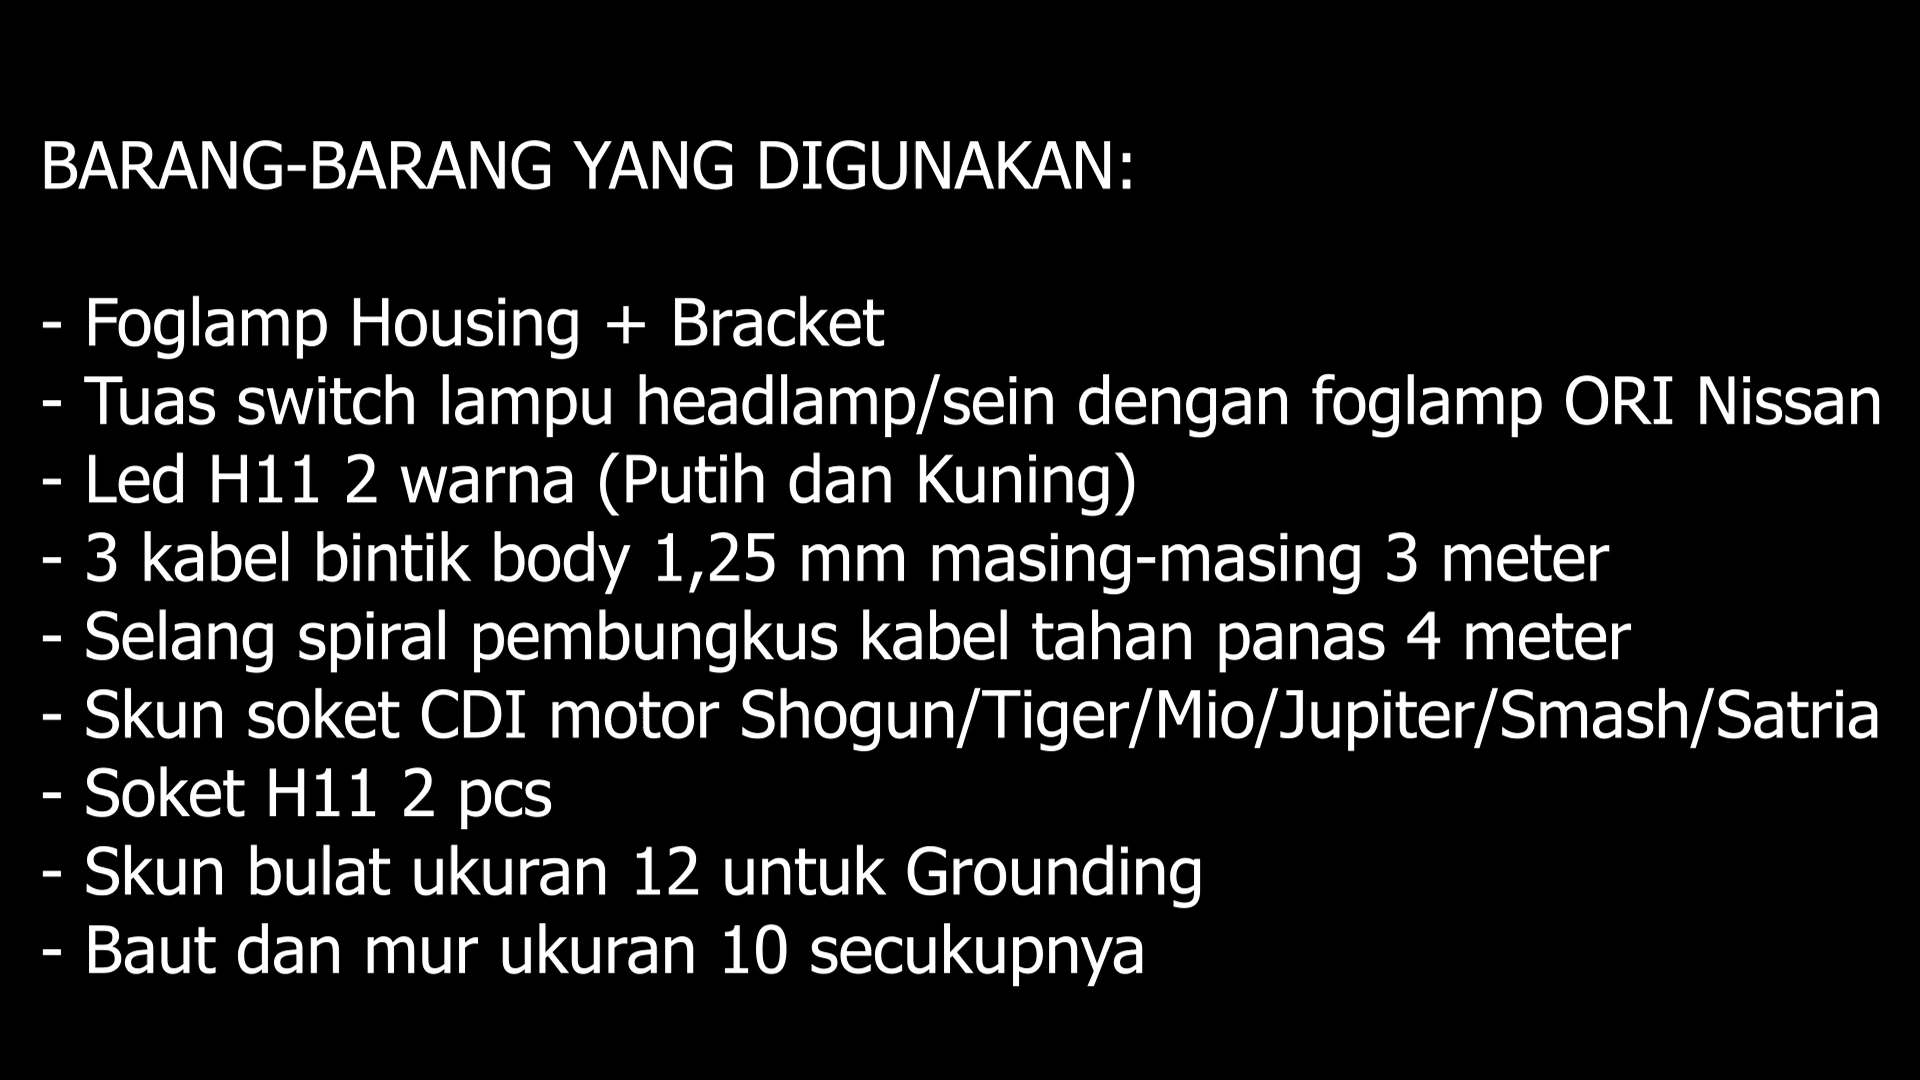 BARANG-BARANG YANG DIGUNAKAN:
- Foglamp Housing + Bracket
- Tuas switch lampu headlamp/sein dengan foglamp ORI Nissan
- Led H11 2 warna (Putih dan Kuning)
- 3 kabel bintik body 1,25 mm masing-masing 3 meter
- Selang spiral pembungkus kabel tahan panas 4 meter
- Skun soket CDI motor Shogun/Tiger/Mio/Jupiter/Smash/Satria
- Soket H11 2 pcs
- Skun bulat ukuran 12 untuk Grounding
- Baut dan mur ukuran 10 secukupnya